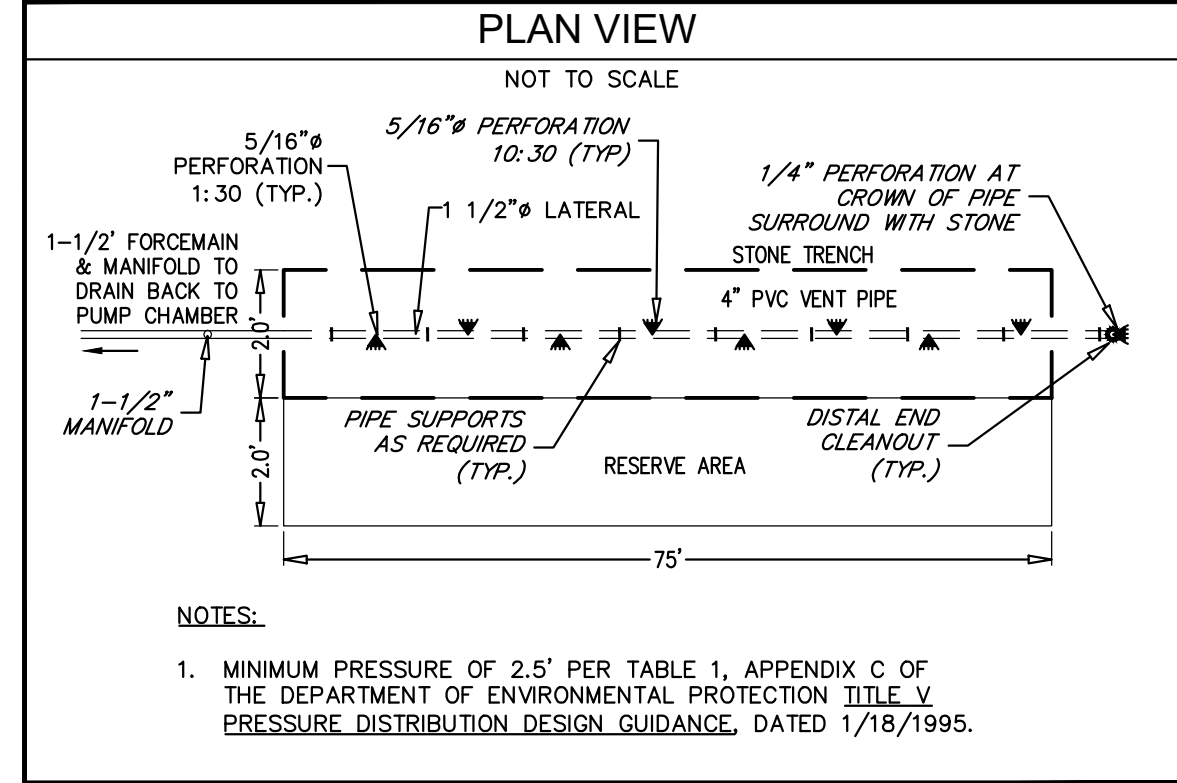 PLAN VIEW
NOT TO SCALE
5/16"ø
PERFORATION
1:30 (TYP.)
5/16"ø PERFORATION
10:30 (TYP)
1 1/2"ø LATERAL
1/4" PERFORATION AT
CROWN OF PIPE
SURROUND WITH STONE
1-1/2' FORCEMAIN
& MANIFOLD TO
DRAIN BACK TO
PUMP CHAMBER
STONE TRENCH
4" PVC VENT PIPE
2.0'
1-1/2"
MANIFOLD
2.0'
PIPE SUPPORTS
AS REQUIRED
(TYP.)
RESERVE AREA
DISTAL END
CLEANOUT
(TYP.)
75'
NOTES:
1. MINIMUM PRESSURE OF 2.5' PER TABLE 1, APPENDIX C OF
THE DEPARTMENT OF ENVIRONMENTAL PROTECTION TITLE V
PRESSURE DISTRIBUTION DESIGN GUIDANCE, DATED 1/18/1995.